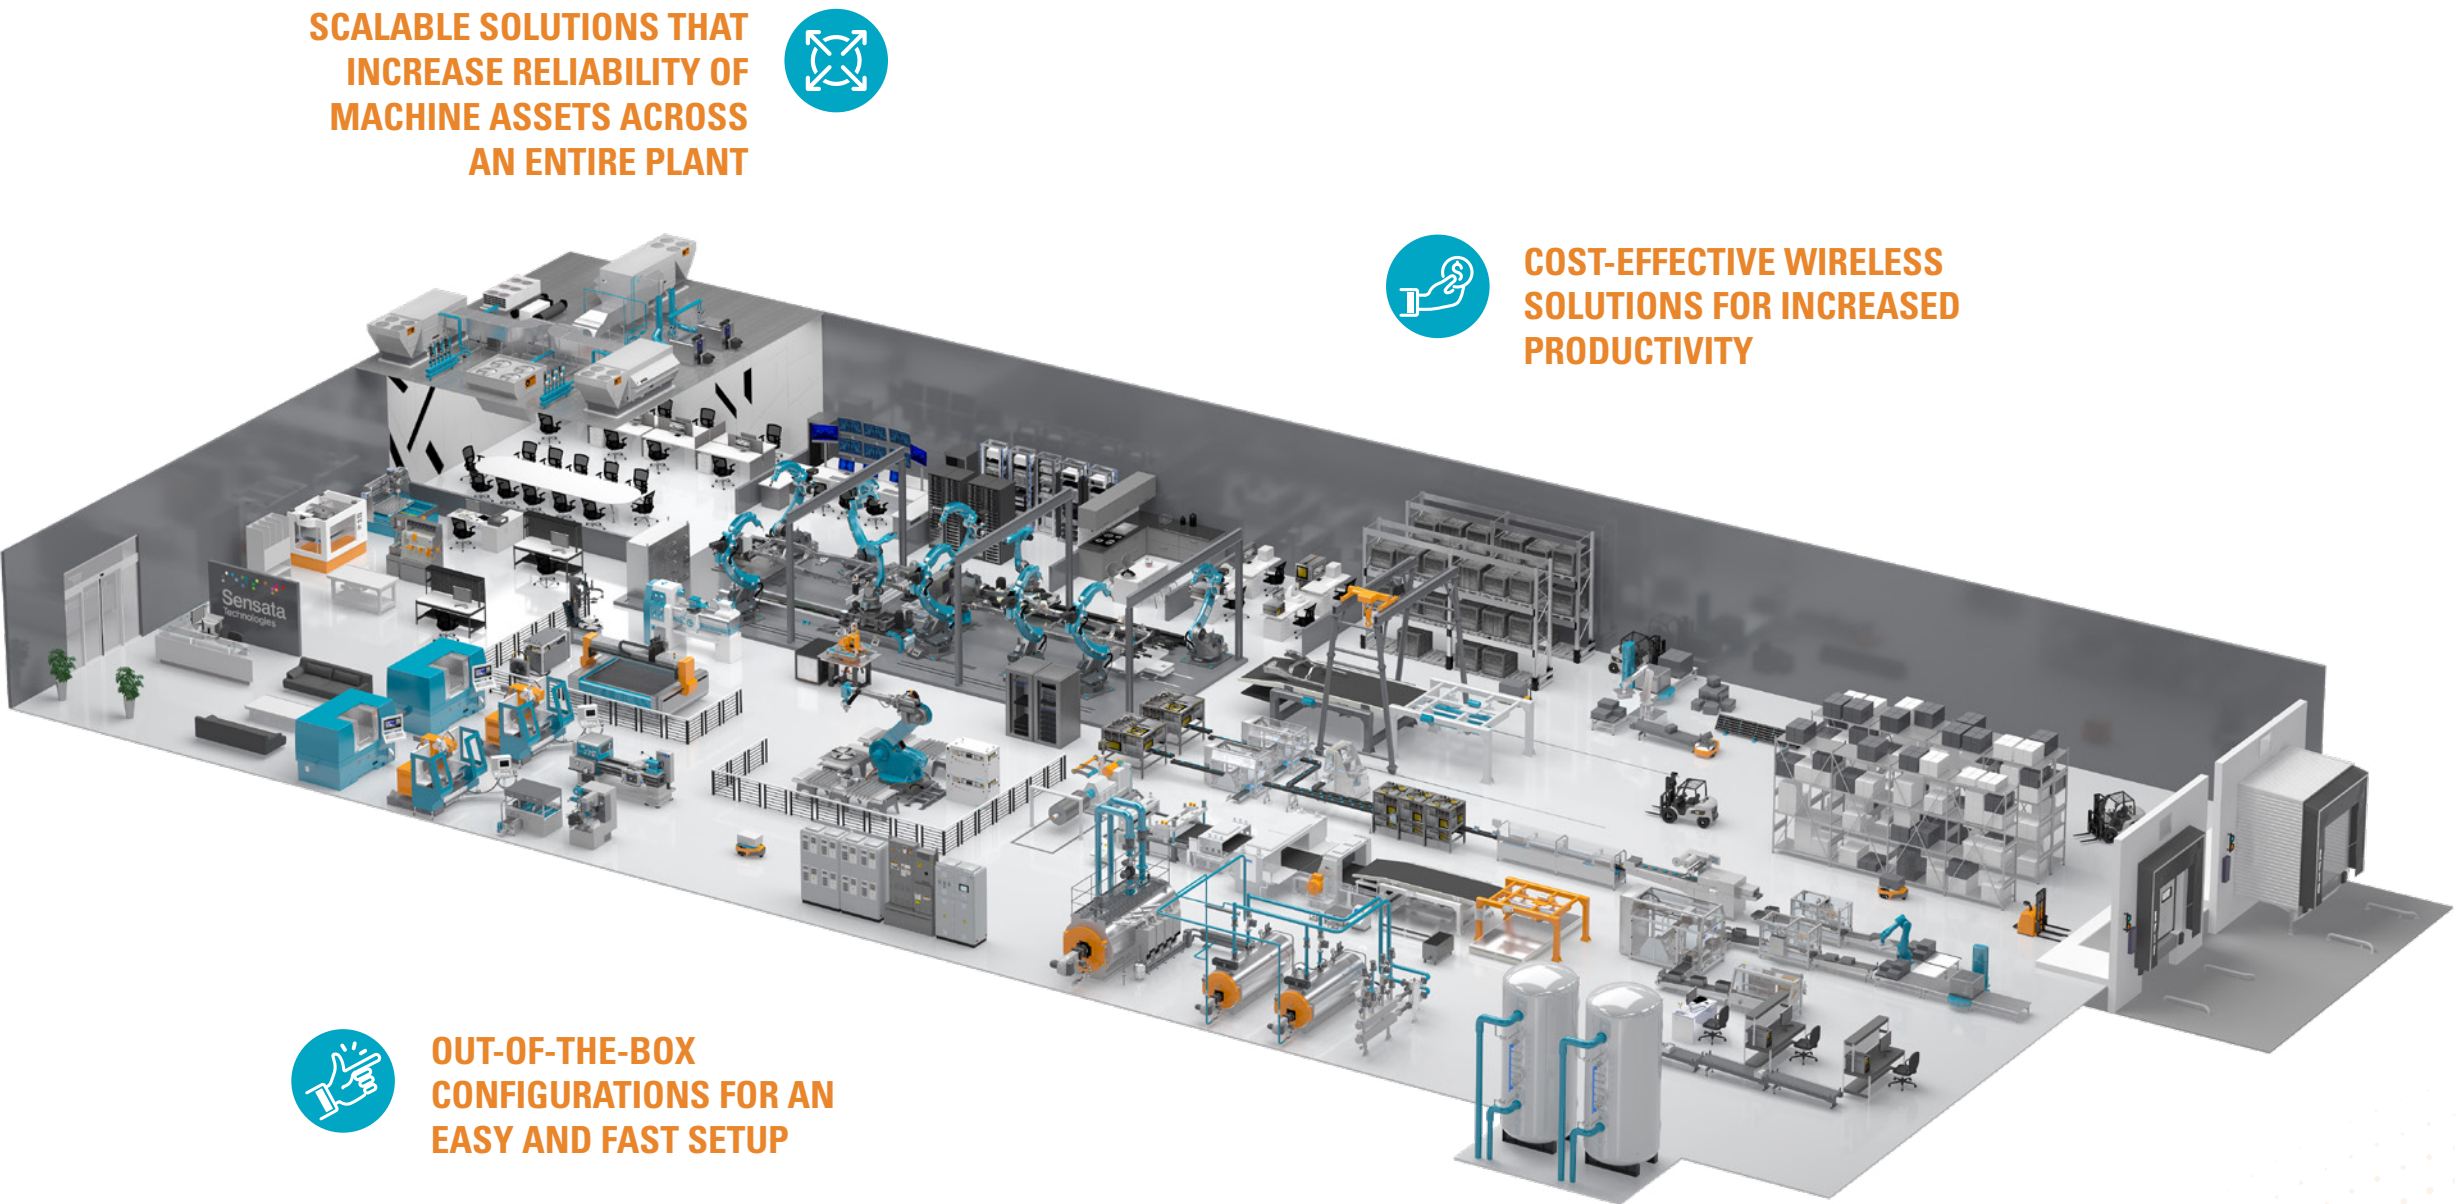 SCALABLE SOLUTIONS THAT
INCREASE RELIABILITY OF
MACHINE ASSETS ACROSS
AN ENTIRE PLANT
COST-EFFECTIVE WIRELESS
SOLUTIONS FOR INCREASED
PRODUCTIVITY
Sensata
Technologies
OUT-OF-THE-BOX
CONFIGURATIONS FOR AN
EASY AND FAST SETUP